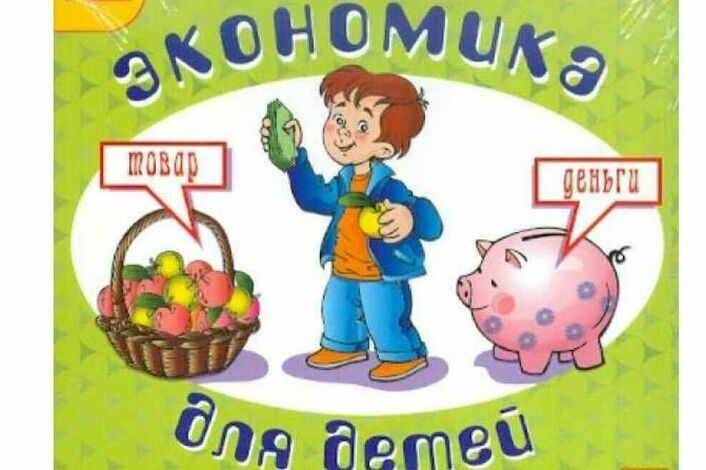 экономика
товар
деньги
для детей